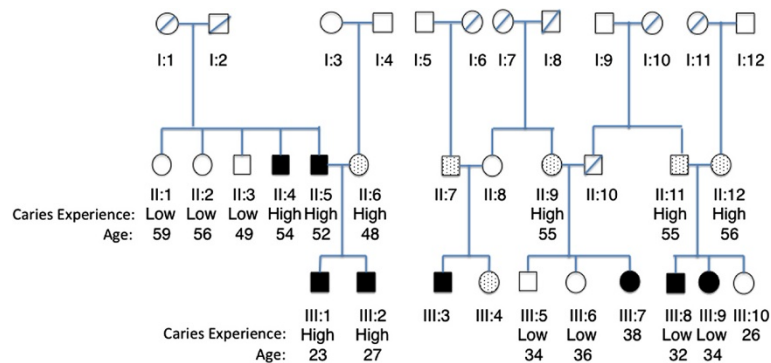 I:1 I:2 I:3 I:4 I:5 I:6 I:7 I:8 I:9 I:10 I:11 I:12
II:1 II:2 II:3 II:4 II:5 II:6 II:7 II:8 II:9 II:10 II:11 II:12
Caries Experience: Low Low Low High High High High High High
Age: 59 56 49 54 52 48 55 55 56
III:1 III:2 III:3 III:4 III:5 III:6 III:7 III:8 III:9 III:10
Caries Experience: High High Low Low 38 Low Low 26
Age: 23 27 34 36 32 34